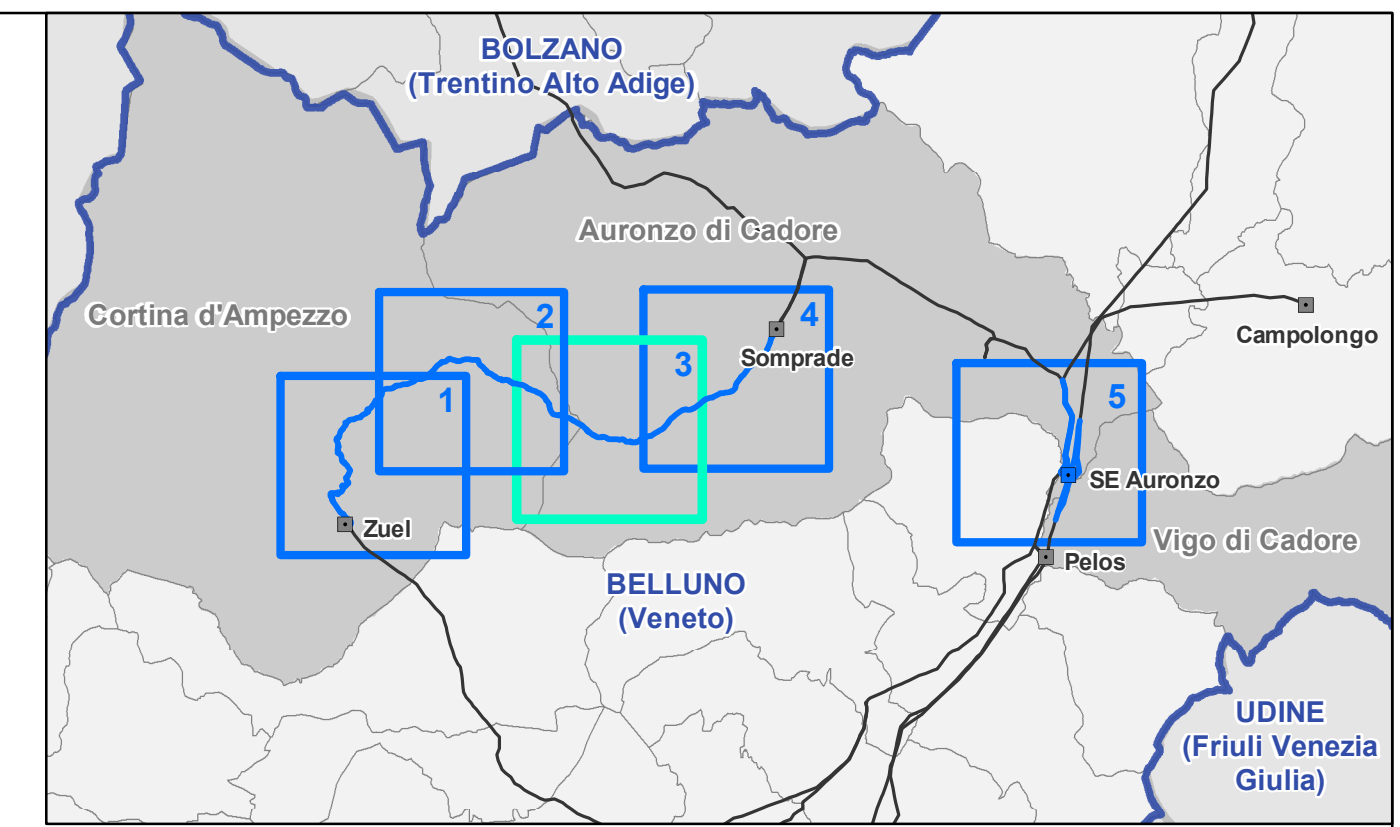 BOLZANO
(Trentino Alto Adige)
Auronzo di Cadore
Cortina d'Ampezzo
2
4
Campolongo
Somprade
3
1
5
SE Auronzo
Zuel
Vigo di Cadore
Pelos
BELLUNO
(Veneto)
UDINE
(Friuli Venezia
Giulia)